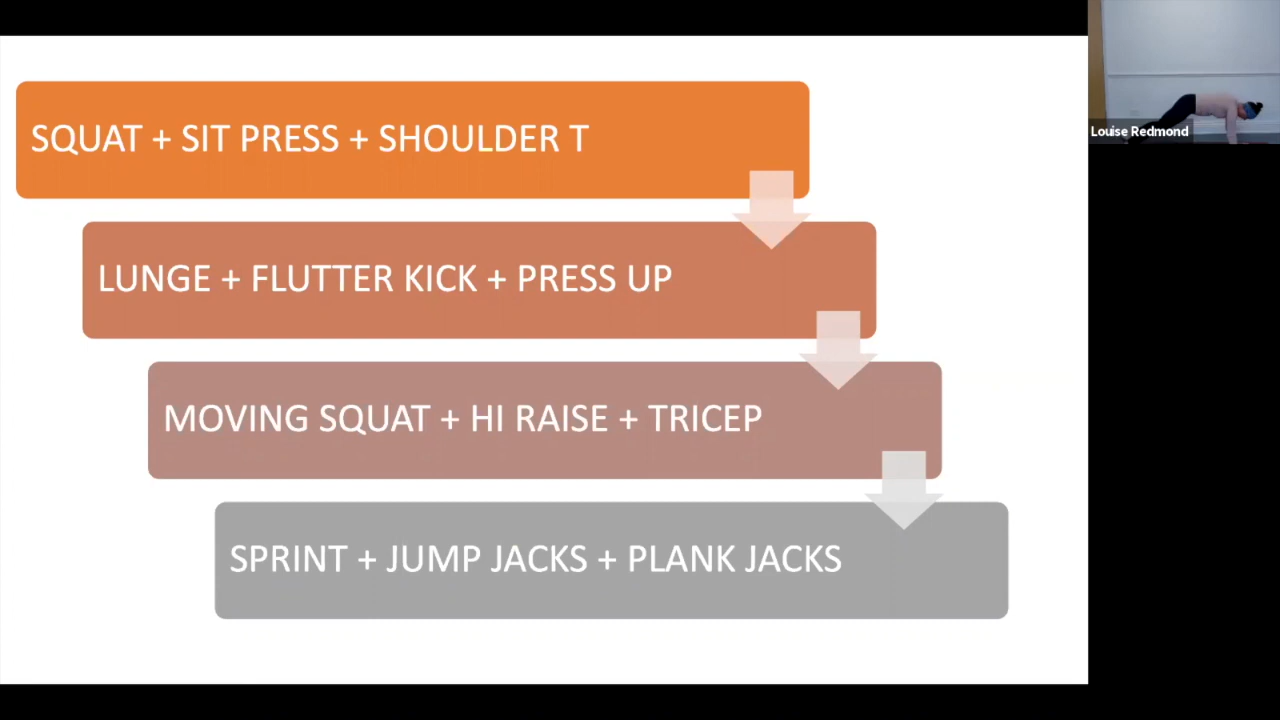 SQUAT + SIT PRESS + SHOULDER T
LUNGE + FLUTTER KICK + PRESS UP
MOVING SQUAT + HI RAISE + TRICEP
SPRINT + JUMP JACKS + PLANK JACKS
Louise Redmond